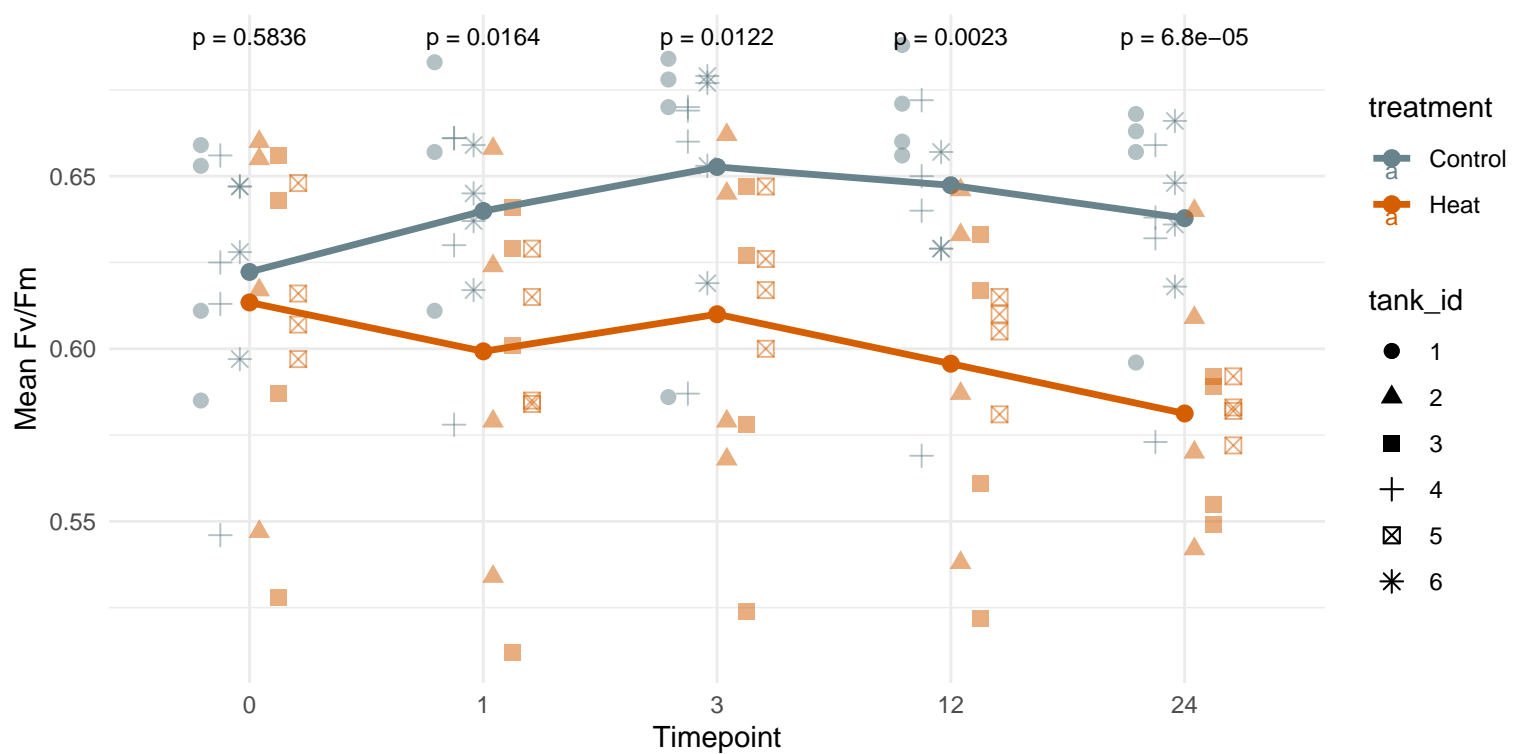 p = 0.5836 p = 0.0164 p = 0.0122 p = 0.0023 p = 6.8e−05
Mean Fv/Fm
0.65
0.60
0.55
0 1 3 12 24
Timepoint
treatment
a Control
a Heat
tank_id
1
2
3
4
5
6